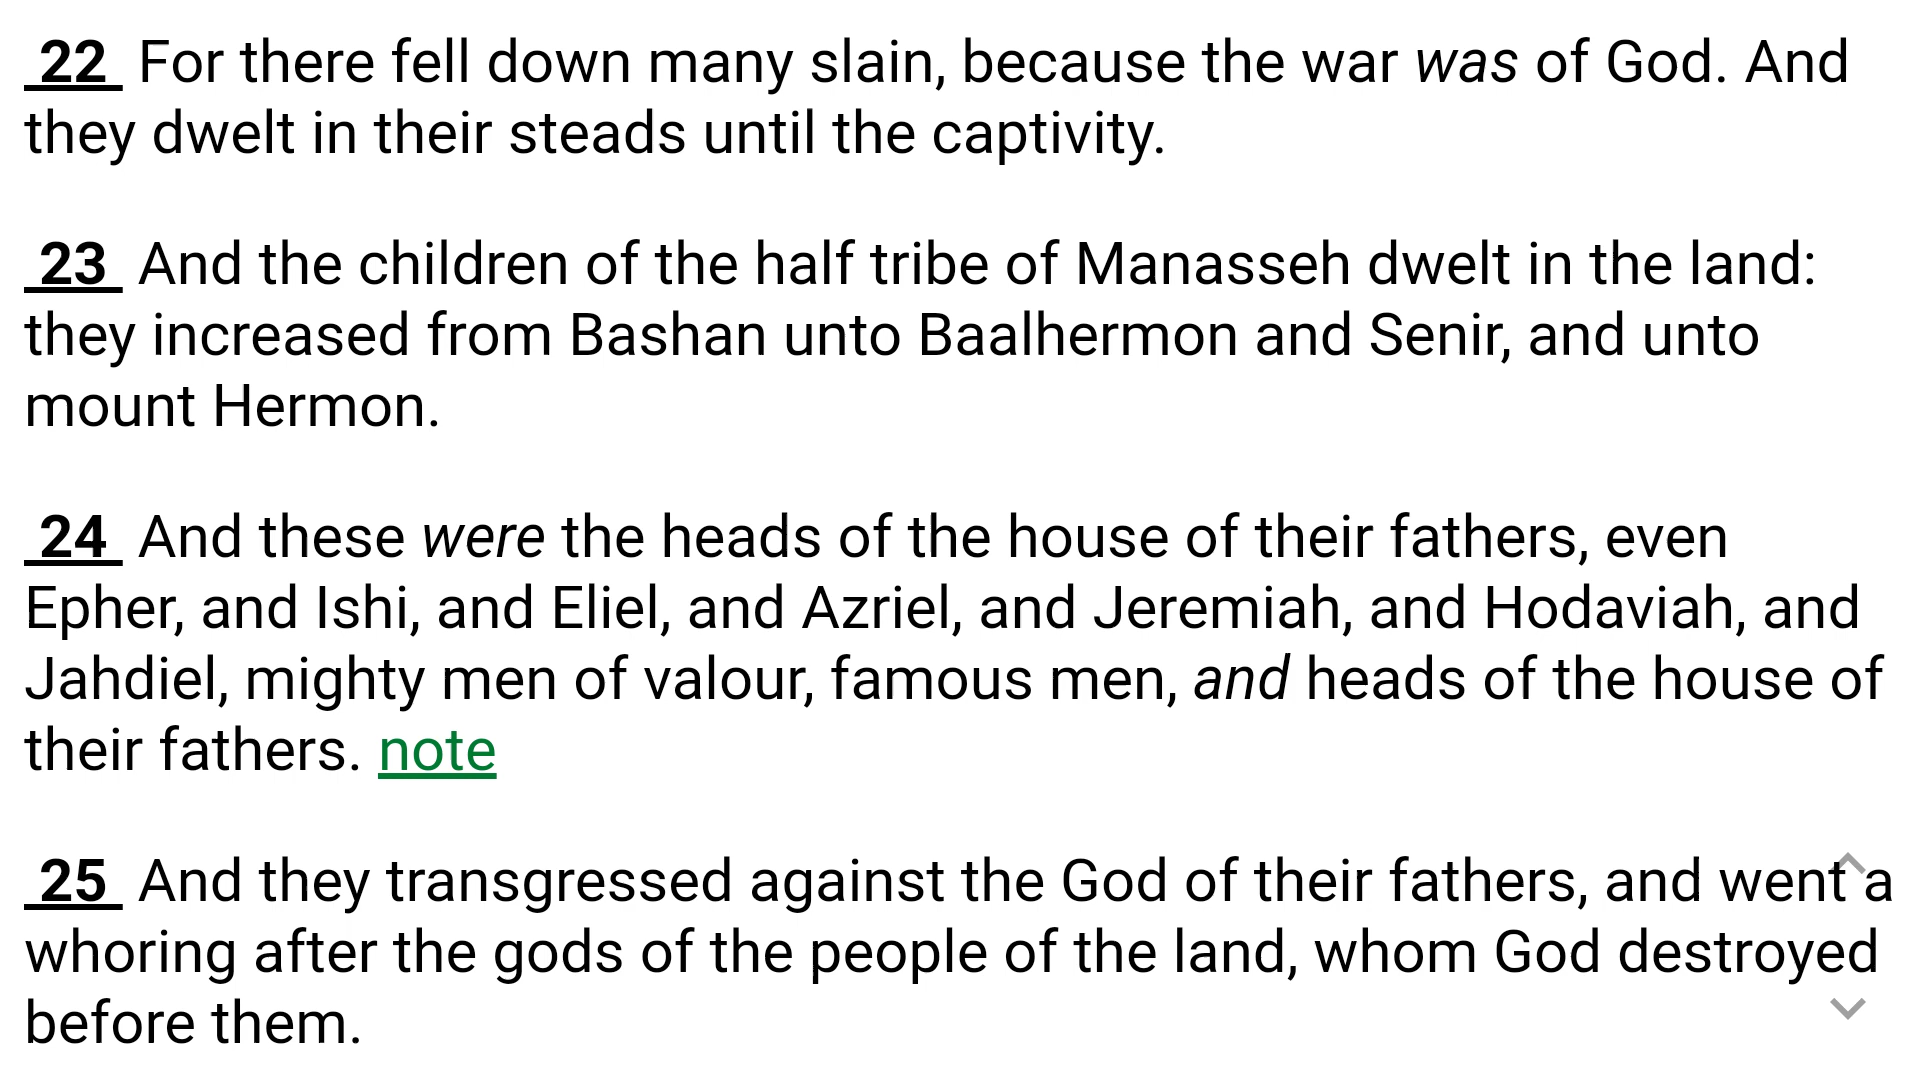 22 For there fell down many slain, because the war was of God. And
they dwelt in their steads until the captivity.
23 And the children of the half tribe of Manasseh dwelt in the land:
they increased from Bashan unto Baalhermon and Senir, and unto
mount Hermon.
24 And these were the heads of the house of their fathers, even
Epher, and Ishi, and Eliel, and Azriel, and Jeremiah, and Hodaviah, and
Jahdiel, mighty men of valour, famous men, and heads of the house of
their fathers. note
25 And they transgressed against the God of their fathers, and went a
whoring after the gods of the people of the land, whom God destroyed
before them.